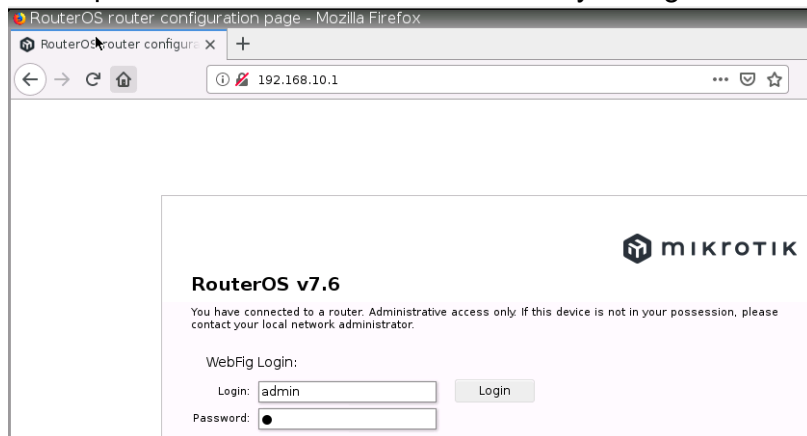 RouterOS router configuration page - Mozilla Firefox
RouterOS router configura
192.168.10.1
mikrotik
RouterOS v7.6
You have connected to a router. Administrative access only. If this device is not in your possession, please
contact your local network administrator.
WebFig Login:
Login: admin Login
Password: ●